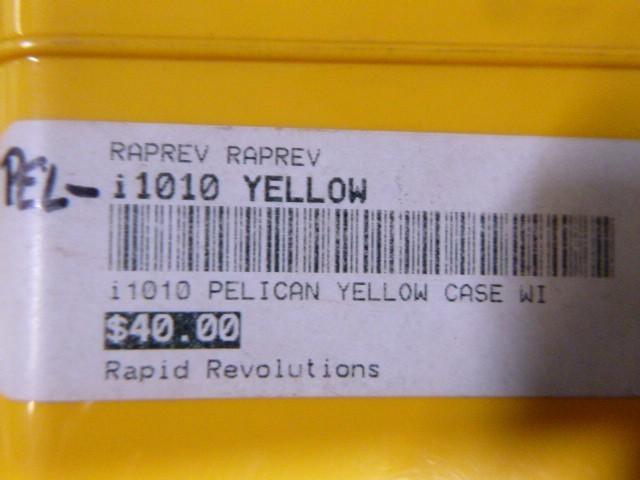 RAPREV RAPREV
PEL- i1010 YELLOW
i1010 PELICAN YELLOW CASE WI
$40.00
Rapid Revolutions